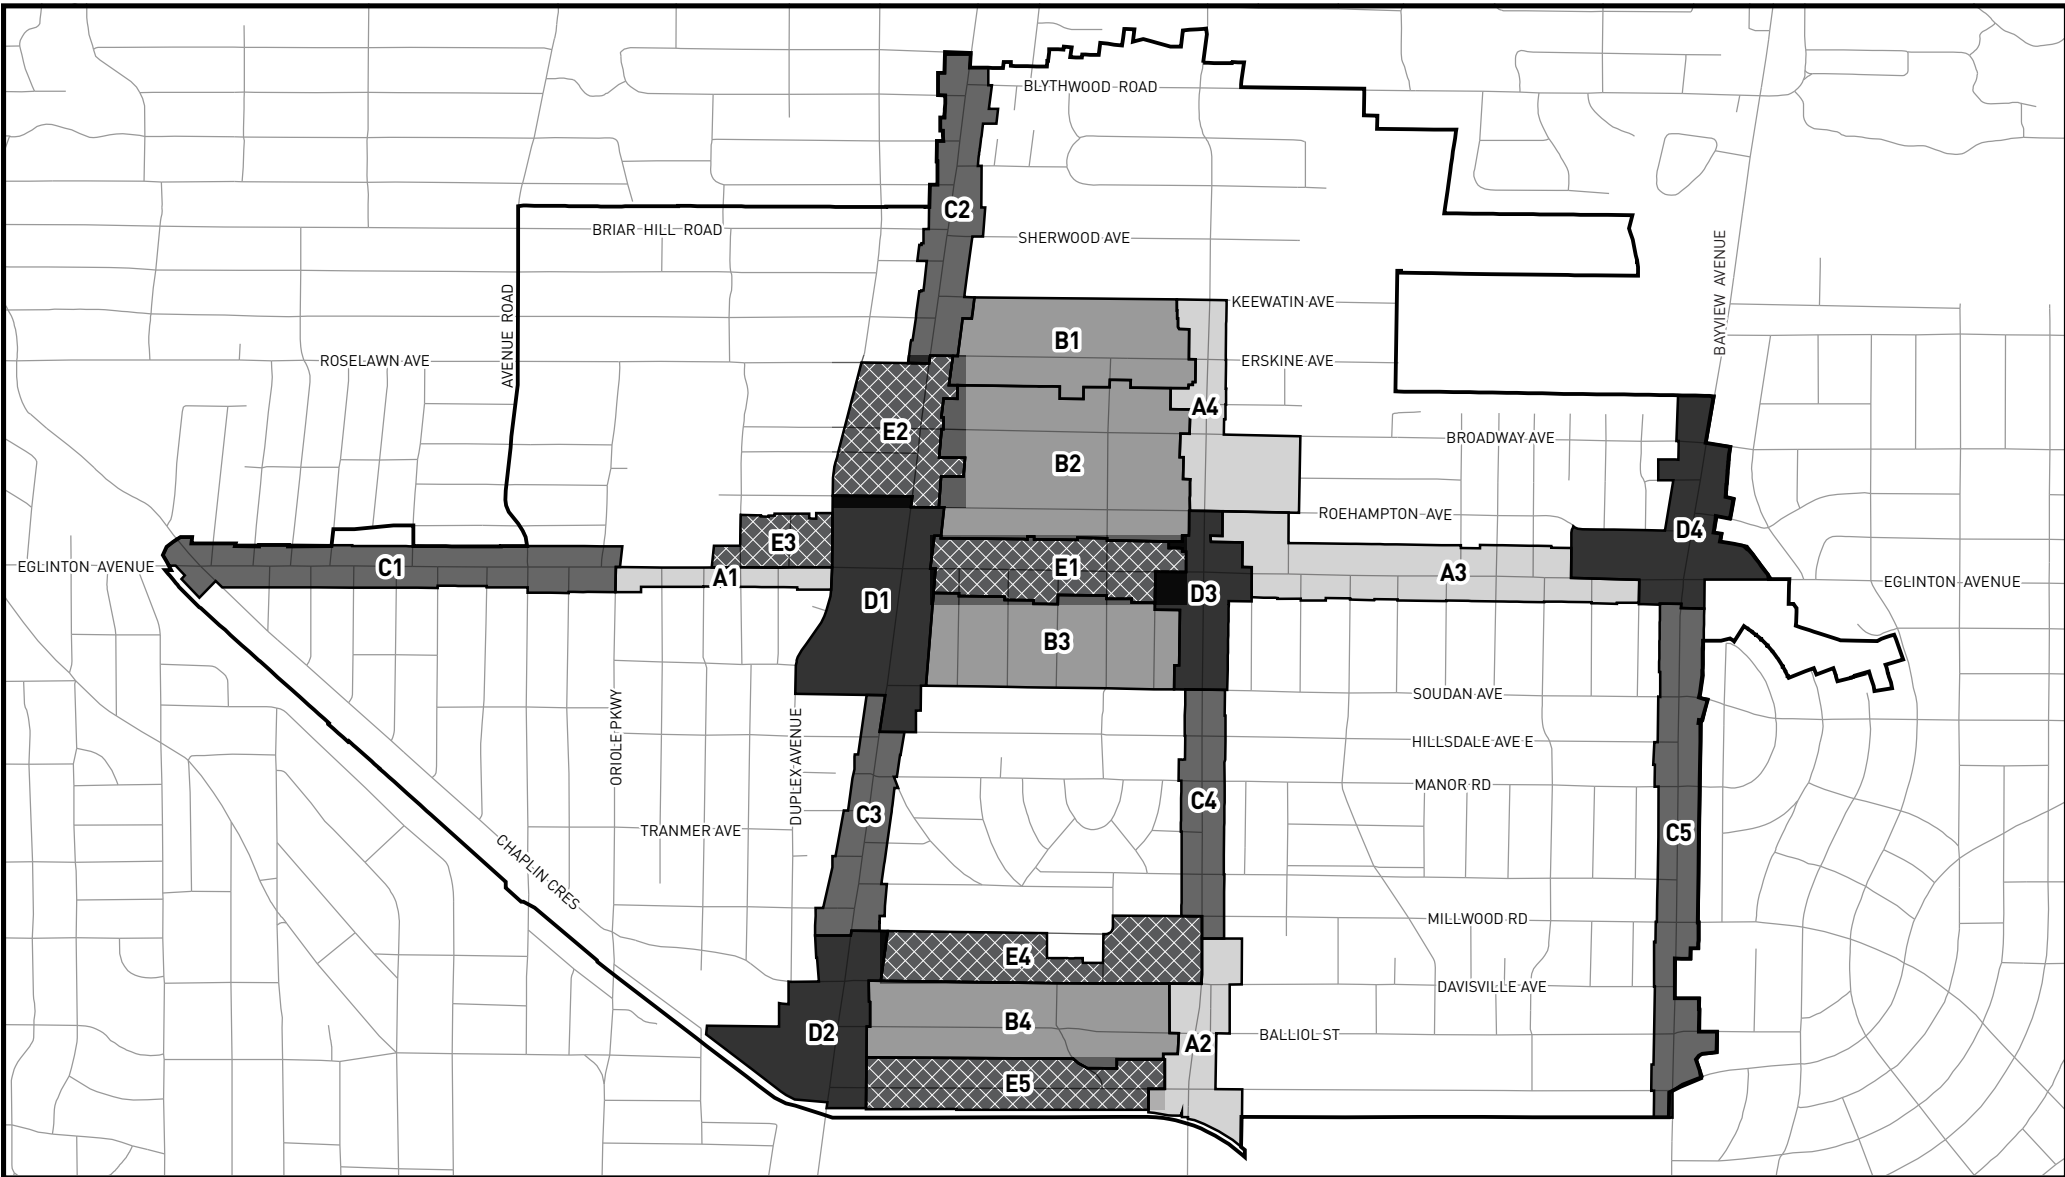 BLYTHWOOD ROAD
C2
BRIAR HILL ROAD
SHERWOOD AVE
BAYVIEW AVENUE
AVENUE ROAD
KEEWATIN AVE
B1
ROSELAWN AVE
ERSKINE AVE
A4
E2
BROADWAY AVE
B2
ROEHAMPTON AVE
D4
E3
EGLINTON AVENUE
C1
A1
E1
A3
EGLINTON AVENUE
D1
D3
B3
SOUDAN AVE
ORIOLE PKWY
DUPLEX AVENUE
HILLSDALE AVE E
MANOR RD
C4
C3
TRANMER AVE
C5
CHAPLIN CRES
MILLWOOD RD
E4
DAVISVILLE AVE
B4
D2
A2
BALLIOL ST
E5